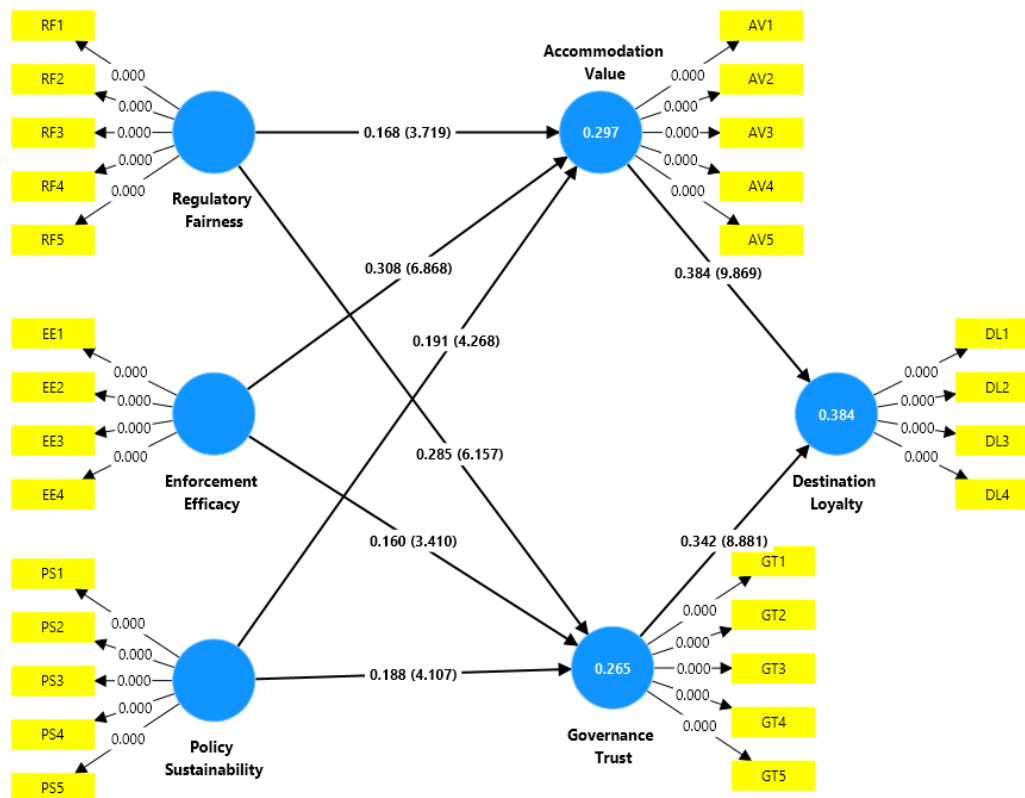 RF1
RF2
RF3
RF4
RF5
0.000
0.000
0.000
0.000
0.000
Regulatory
Fairness
EE1
EE2
EE3
EE4
0.000
0.000
0.000
0.000
Enforcement
Efficacy
PS1
PS2
PS3
PS4
PS5
0.000
0.000
0.000
0.000
0.000
Policy
Sustainability
0.168 (3.719)
0.308 (6.868)
0.191 (4.268)
0.285 (6.157)
0.160 (3.410)
0.188 (4.107)
Accommodation
Value
0.297
0.000
0.000
0.000
0.000
0.000
AV1
AV2
AV3
AV4
AV5
0.384 (9.869)
0.342 (8.881)
Governance
Trust
0.265
0.000
0.000
0.000
0.000
0.000
GT1
GT2
GT3
GT4
GT5
0.384
Destination
Loyalty
0.000
0.000
0.000
0.000
DL1
DL2
DL3
DL4